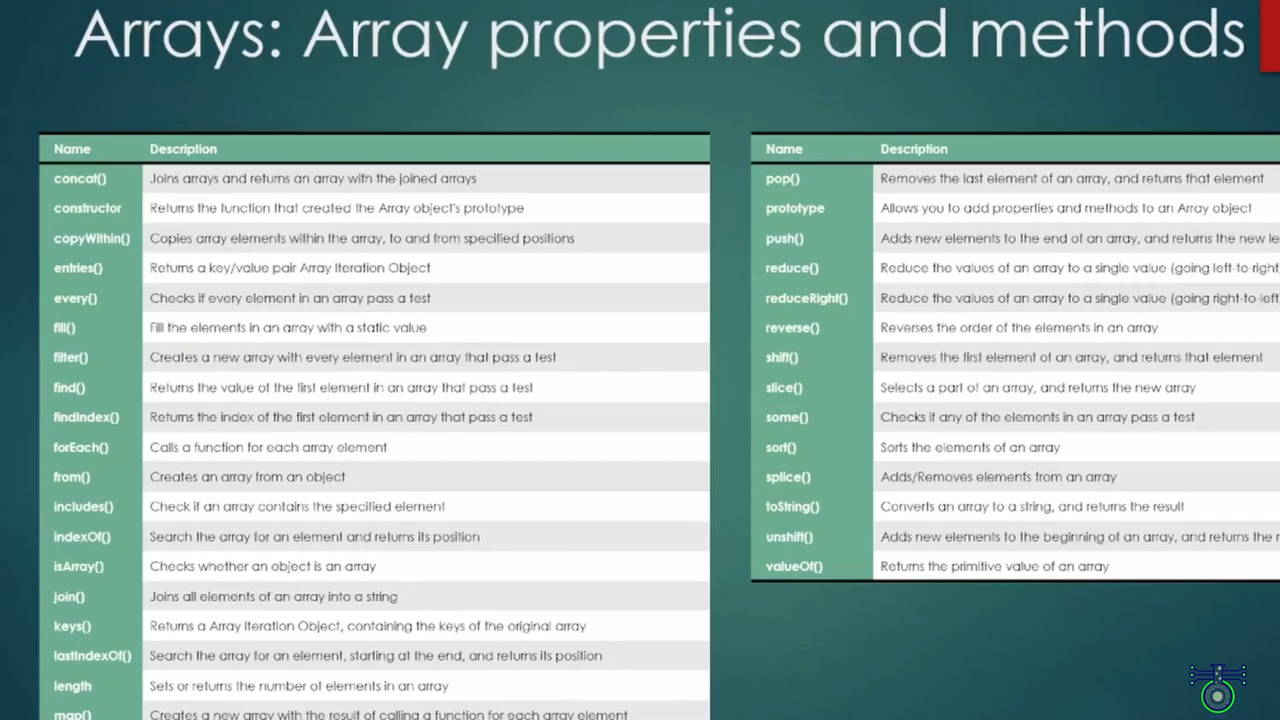 Arrays: Array properties and methods
Name Description
concat() Joins arrays and returns an array with the joined arrays
constructor Returns the function that created the Array object's prototype
copyWithin() Copies array elements within the array, to and from specified positions
entries() Returns a key/value pair Array Iteration Object
every() Checks if every element in an array pass a test
fill() Fill the elements in an array with a static value
filter() Creates a new array with every element in an array that pass a test
find() Returns the value of the first element in an array that pass a test
findIndex() Returns the index of the first element in an array that pass a test
forEach() Calls a function for each array element
from() Creates an array from an object
includes() Check if an array contains the specified element
indexOf() Search the array for an element and returns its position
isArray() Checks whether an object is an array
join() Joins all elements of an array into a string
keys() Returns a Array Iteration Object, containing the keys of the original array
lastIndexOf() Search the array for an element, starting at the end, and returns its position
length Sets or returns the number of elements in an array
map() Creates a new array with the result of calling a function for each array element
Name Description
pop() Removes the last element of an array, and returns that element
prototype Allows you to add properties and methods to an Array object
push() Adds new elements to the end of an array, and returns the new
reduce() Reduce the values of an array to a single value (going left-to-right
reduceRight() Reduce the values of an array to a single value (going right-to-left
reverse() Reverses the order of the elements in an array
shift() Removes the first element of an array, and returns that element
slice() Selects a part of an array, and returns the new array
some() Checks if any of the elements in an array pass a test
sort() Sorts the elements of an array
splice() Adds/Removes elements from an array
toString() Converts an array to a string, and returns the result
unshift() Adds new elements to the beginning of an array, and returns the
valueOf() Returns the primitive value of an array